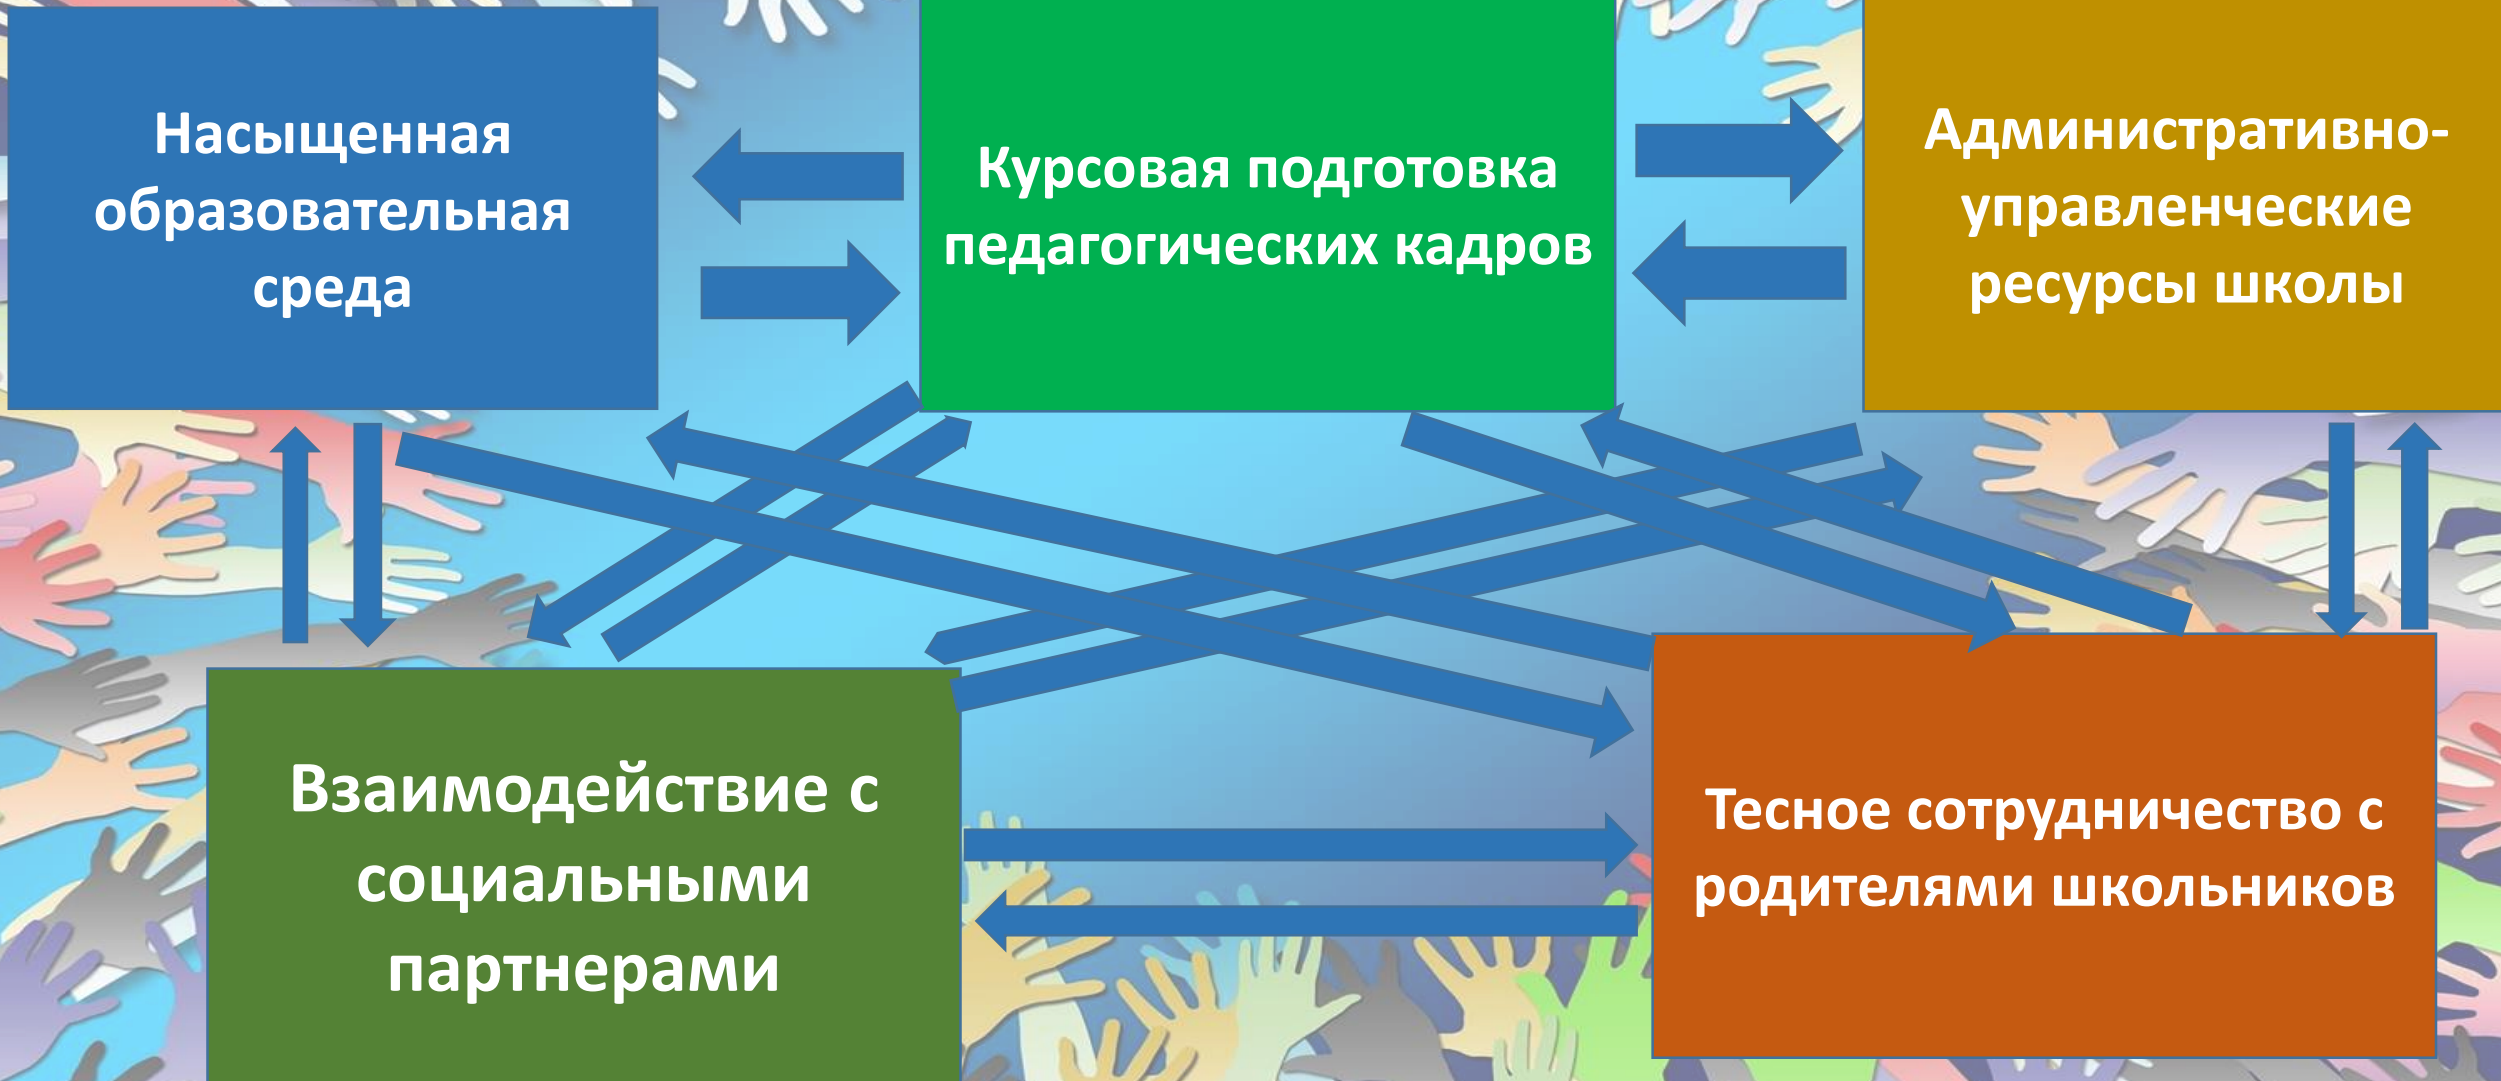 Насыщенная
образовательная
среда
Курсовая подготовка
педагогических кадров
Административно-
управленческие
ресурсы школы
Взаимодействие с
социальными
партнерами
Тесное сотрудничество с
родителями школьников